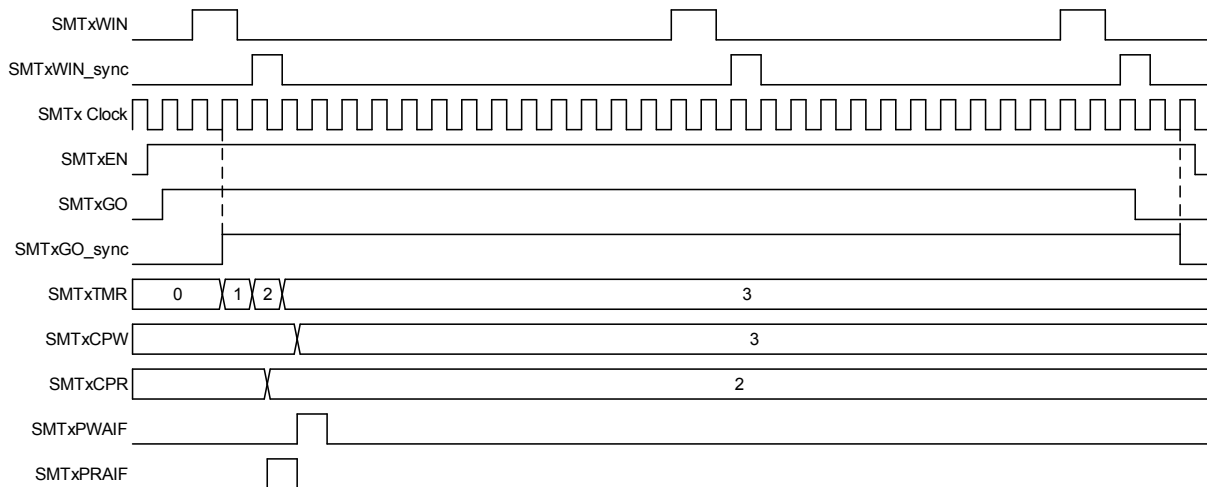 SMTxWIN
SMTxWIN_sync
SMTx Clock
SMTxEN
SMTxGO
SMTxGO_sync
SMTxTMR 0 1 2 3
SMTxCPW 3
SMTxCPR 2
SMTxPWAIF
SMTxPRAIF